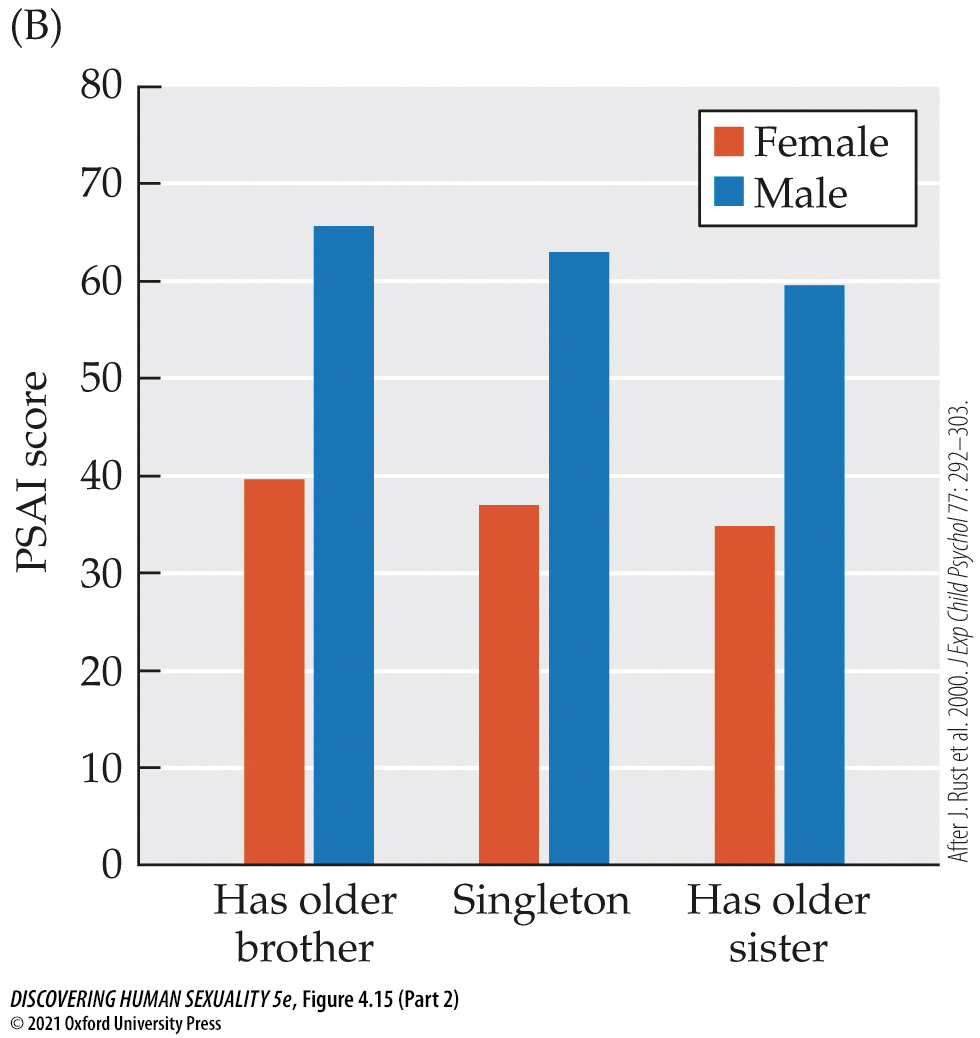 (B)
80
70
60
50
40
30
20
10
0
PSAI score
Female
Male
Has older
brother
Singleton
Has older
sister
After J. Rust et al. 2000. J Exp Child Psychol 77: 292–303.
DISCOVERING HUMAN SEXUALITY 5e, Figure 4.15 (Part 2)
© 2021 Oxford University Press